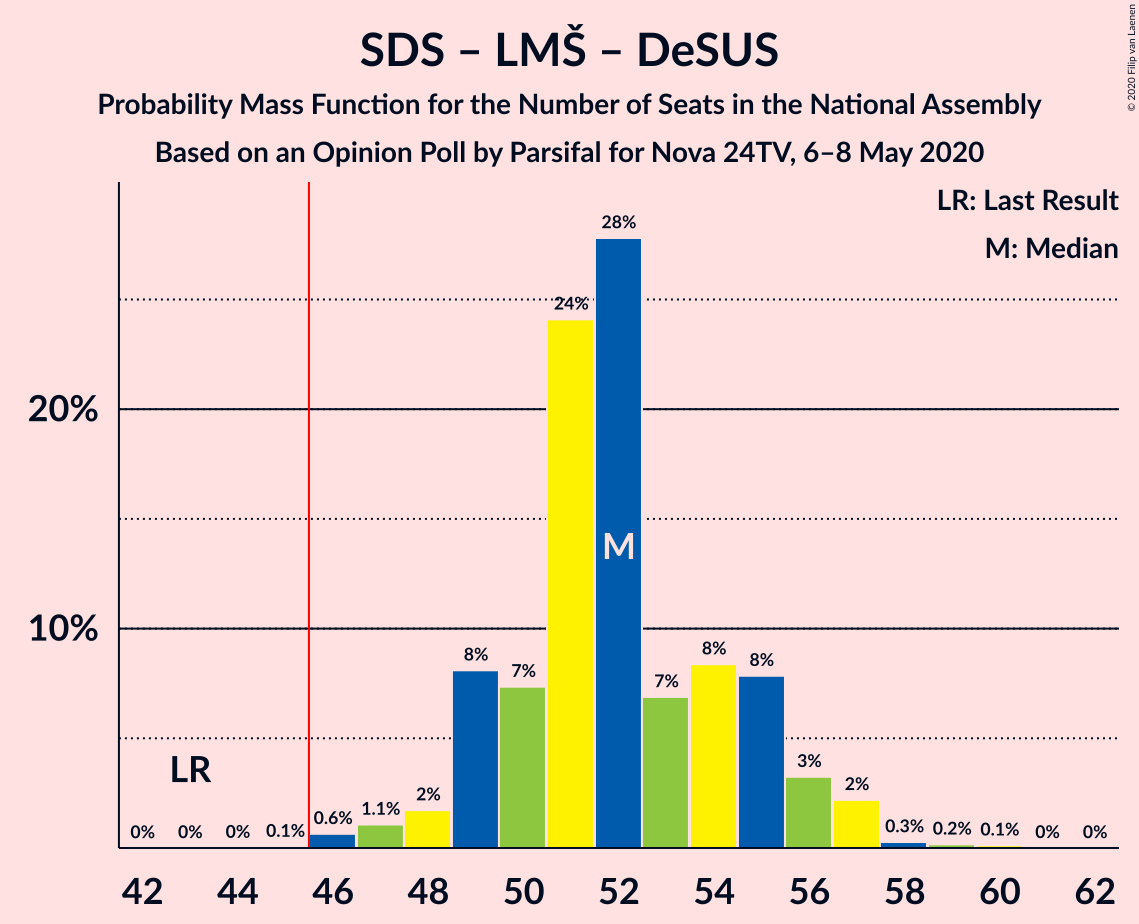 SDS – LMŠ – DeSUS
Probability Mass Function for the Number of Seats in the National Assembly
Based on an Opinion Poll by Parsifal for Nova 24TV, 6–8 May 2020
© 2020 Filip van Laenen
LR: Last Result
M: Median
28%
24%
20%
M
10%
8%
7%
7%
8%
8%
LR
3%
2%
2%
1.1%
0.6%
0.3%
0.2%
0.1%
0%
0%
0%
0%
0%
0.1%
42 44 46 48 50 52 54 56 58 60 62